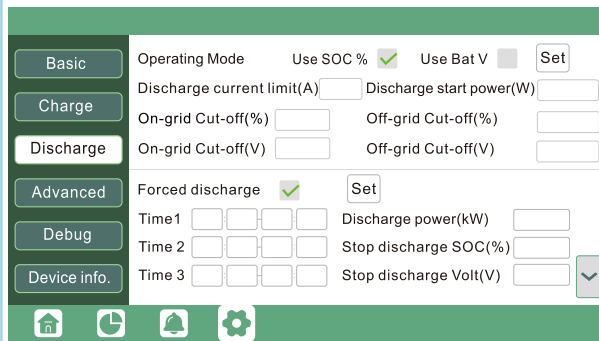 Basic
Charge
Discharge
Advanced
Debug
Device info.
Operating Mode Use SOC % Use Bat V Set
Discharge current limit(A) Discharge start power(W)
On-grid Cut-off(%) Off-grid Cut-off(%)
On-grid Cut-off(V) Off-grid Cut-off(V)
Forced discharge Set
Time1 : - : Discharge power(kW)
Time 2 : - : Stop discharge SOC(%)
Time 3 : - : Stop discharge Volt(V)